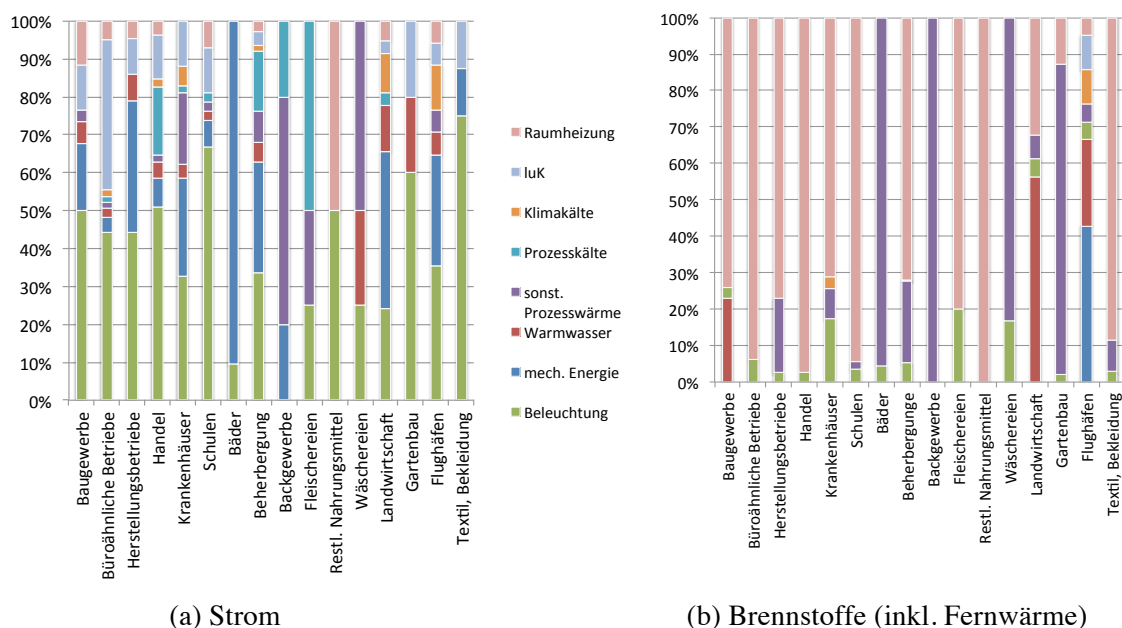 100%
90%
80%
70%
60%
50%
40%
30%
20%
10%
0%
Baugewerbe
Büroähnliche Betriebe
Herstellungsbetriebe
Handel
Krankenhäuser
Schulen
Bäder
Beherbergung
Backgewerbe
Fleischereien
Restl. Nahrungsmittel
Wäschereien
Landwirtschaft
Gartenbau
Flughäfen
Textil, Bekleidung
(a) Strom
Raumheizung
IuK
Klimakälte
Prozesskälte
sonst.
Prozesswärme
Warmwasser
mech. Energie
Beleuchtung
100%
90%
80%
70%
60%
50%
40%
30%
20%
10%
0%
Baugewerbe
Büroähnliche Betriebe
Herstellungsbetriebe
Handel
Krankenhäuser
Schulen
Bäder
Beherbergunge
Backgewerbe
Fleischereien
Restl. Nahrungsmittel
Wäschereien
Landwirtschaft
Gartenbau
Flughäfen
Textil, Bekleidung
(b) Brennstoffe (inkl. Fernwärme)